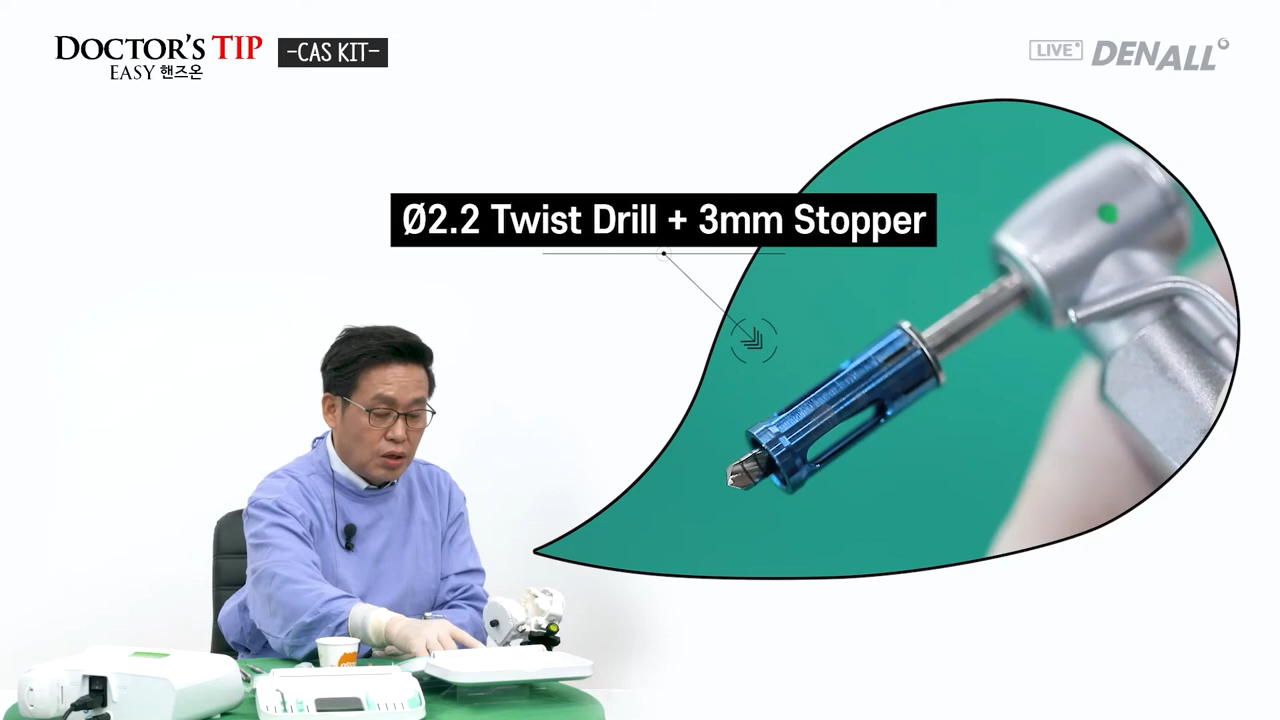 DOCTOR'S TIP
EASY 핸즈온
-CAS KIT-
LIVE
DENALL
Ø2.2 Twist Drill + 3mm Stopper